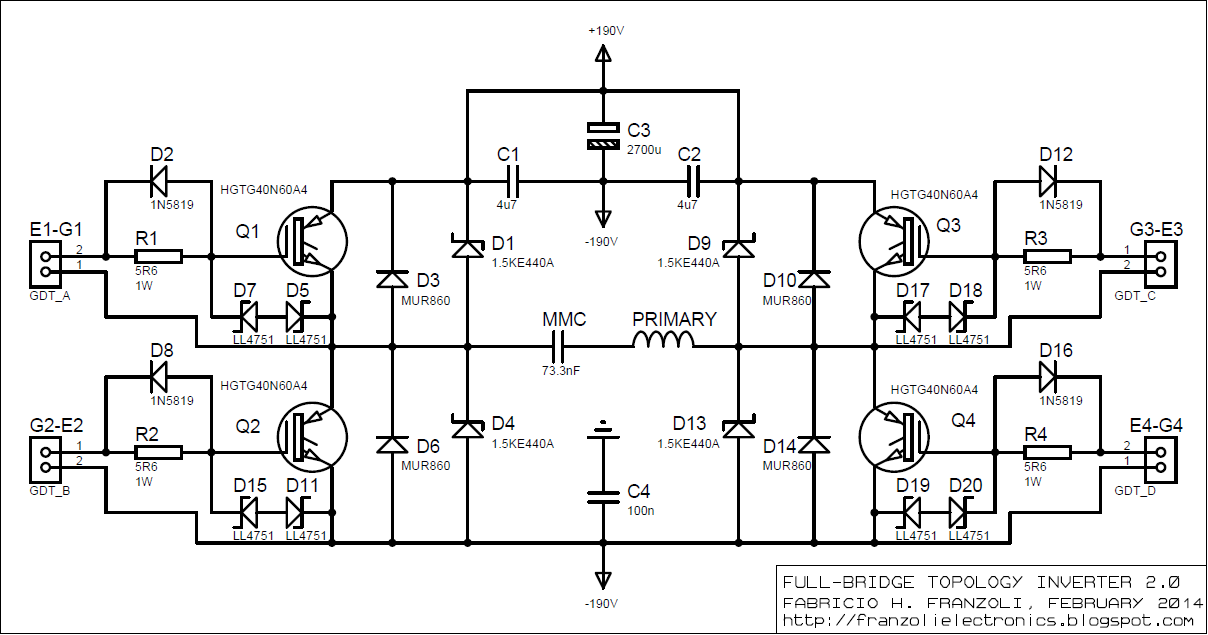 +190V
C3
2700u
C1
4u7
C2
4u7
-190V
D2
1N5819
HGTG40N60A4
Q1
E1-G1
2
1
GDT_A
R1
5R6
1W
D7
LL4751
D5
LL4751
D3
MUR860
D1
1.5KE440A
D9
1.5KE440A
D10
MUR860
HGTG40N60A4
Q3
D12
1N5819
R3
5R6
1W
G3-E3
1
2
GDT_C
D17
LL4751
D18
LL4751
MMC
73.3nF
PRIMARY
D8
1N5819
HGTG40N60A4
Q2
G2-E2
1
2
GDT_B
R2
5R6
1W
D15
LL4751
D11
LL4751
D6
MUR860
D4
1.5KE440A
C4
100n
D13
1.5KE440A
D14
MUR860
HGTG40N60A4
Q4
D16
1N5819
R4
5R6
1W
E4-G4
2
1
GDT_D
D19
LL4751
D20
LL4751
-190V
FULL-BRIDGE TOPOLOGY INVERTER 2.0
FABRICIO H. FRANZOLI, FEBRUARY 2014
http://franzolielectronics.blogspot.com